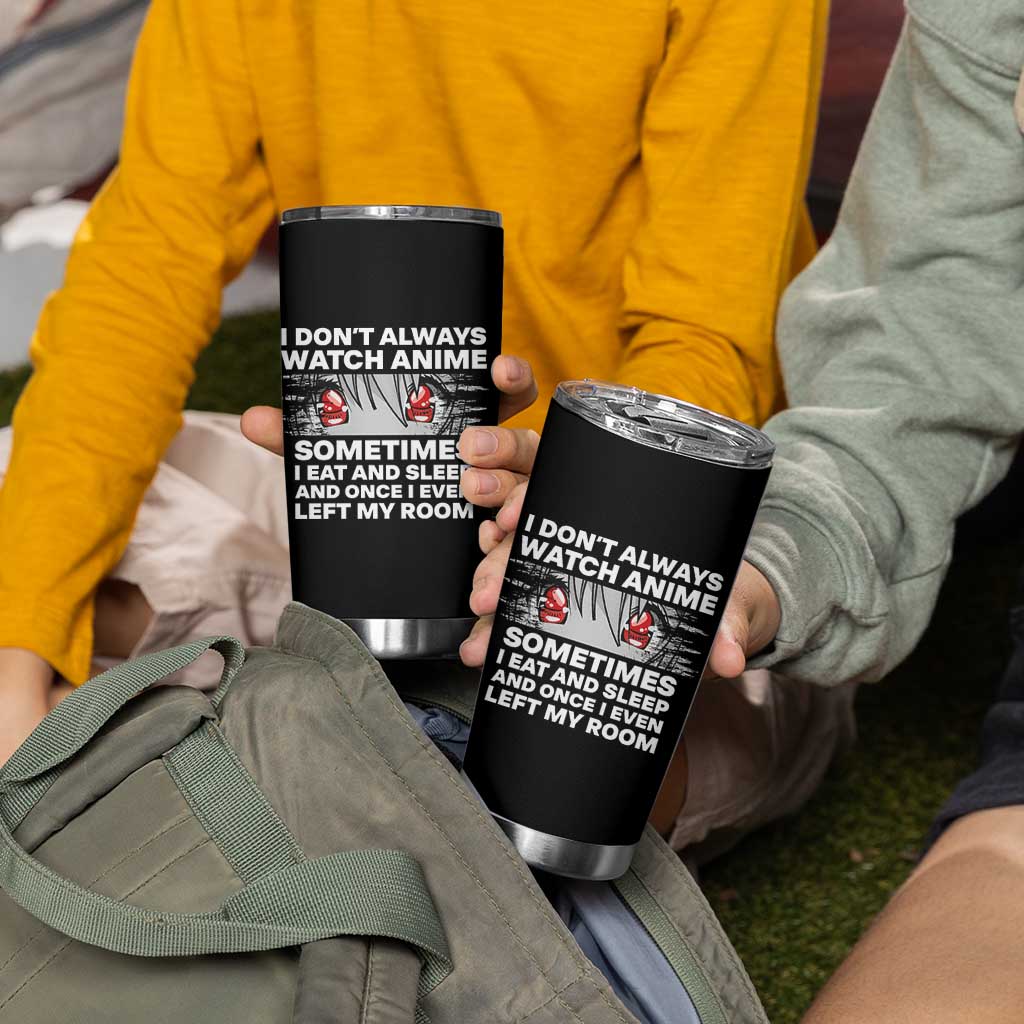 I DON'T ALWAYS
WATCH ANIME
SOMETIMES
I EAT AND SLEEP
AND ONCE I EVEN
LEFT MY ROOM
I DON'T ALWAYS
WATCH ANIME
SOMETIMES
I EAT AND SLEEP
AND ONCE I EVEN
LEFT MY ROOM